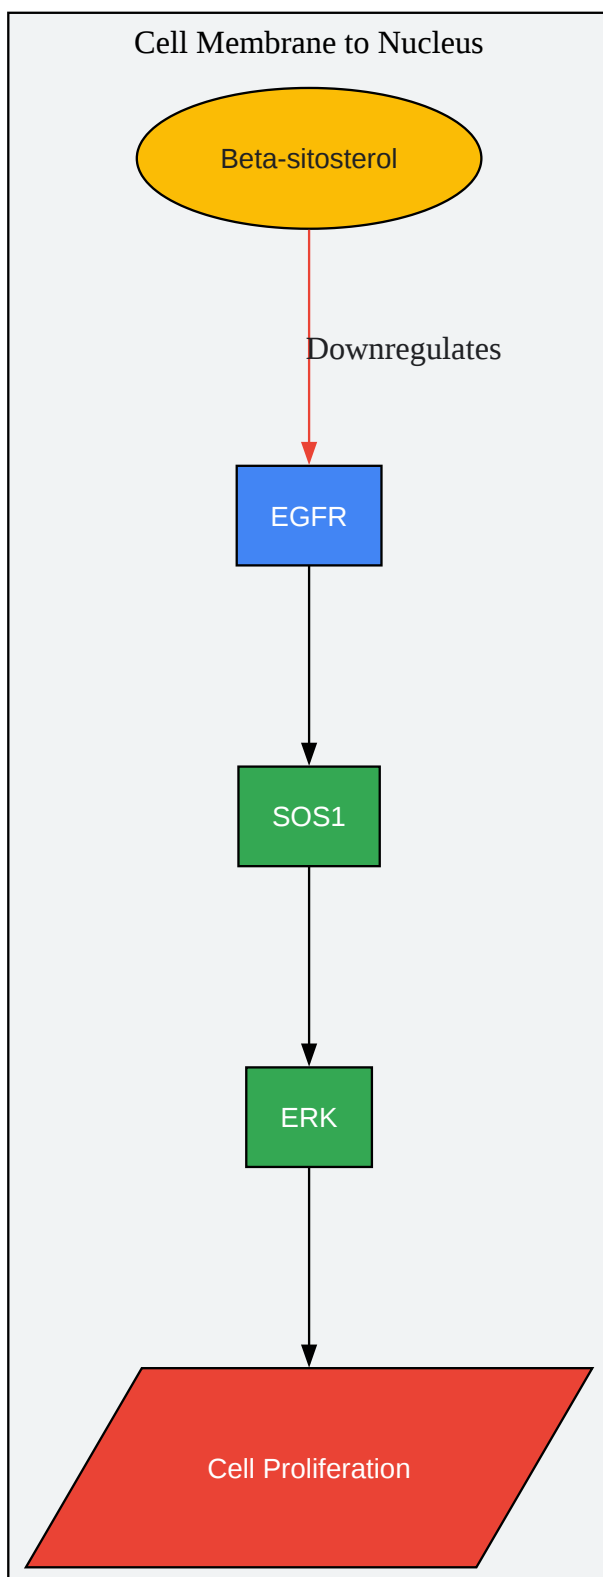 Cell Membrane to Nucleus
Beta-sitosterol
Downregulates
EGFR
SOS1
ERK
Cell Proliferation